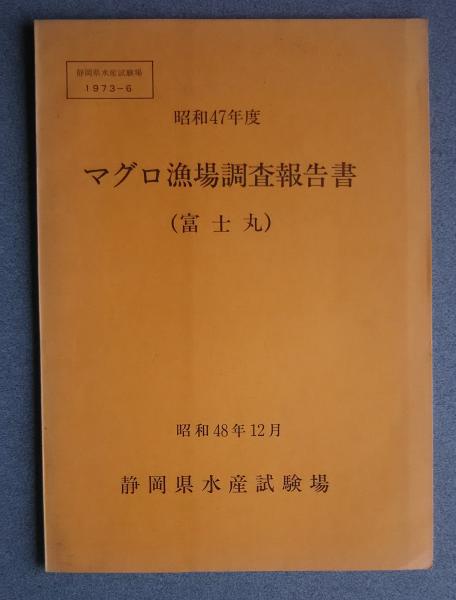 静岡県水産試験場
1973-6
昭和47年度
マグロ漁場調査報告書
(富士丸)
昭和48年12月
静岡県水産試験場